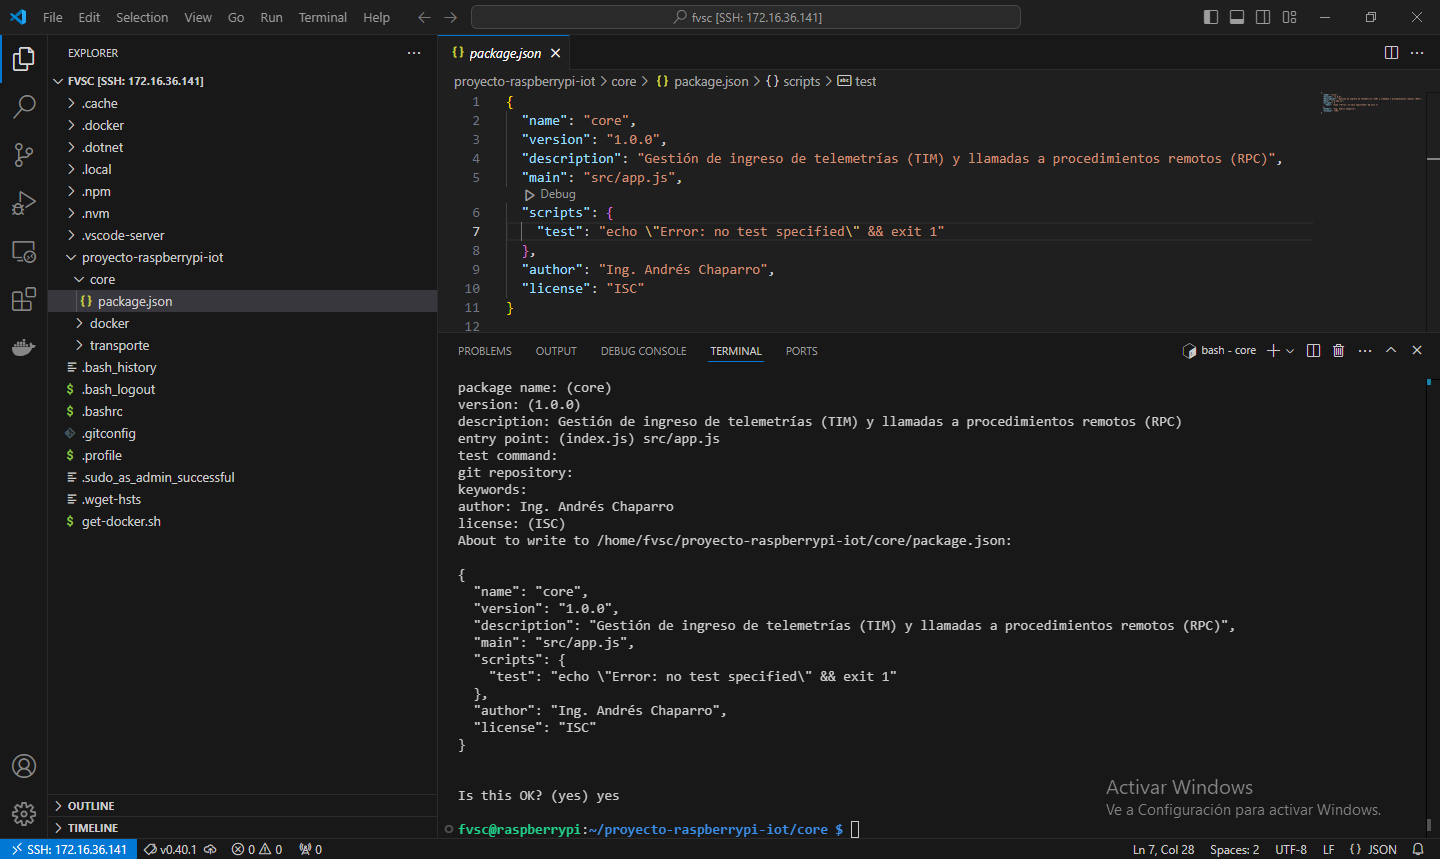 File Edit Selection View Go Run Terminal Help
fvsc [SSH: 172.16.36.141]
EXPLORER
FVSC [SSH: 172.16.36.141]
.cache
.docker
.dotnet
.local
.npm
.nvm
.vscode-server
proyecto-raspberrypi-iot
core
{} package.json
docker
transporte
.bash_history
$ .bash_logout
$ .bashrc
.gitconfig
$ .profile
.sudo_as_admin_successful
.wget-hsts
$ get-docker.sh
OUTLINE
TIMELINE
{} package.json
proyecto-raspberrypi-iot > core > {} package.json > {} scripts > abc test
1 {
2 "name": "core",
3 "version": "1.0.0",
4 "description": "Gestión de ingreso de telemetrías (TIM) y llamadas a procedimientos remotos (RPC)",
5 "main": "src/app.js",
Debug
6 "scripts": {
7 "test": "echo \"Error: no test specified\" && exit 1"
8 },
9 "author": "Ing. Andrés Chaparro",
10 "license": "ISC"
11 }
12
PROBLEMS OUTPUT DEBUG CONSOLE TERMINAL PORTS
bash - core
package name: (core)
version: (1.0.0)
description: Gestión de ingreso de telemetrías (TIM) y llamadas a procedimientos remotos (RPC)
entry point: (index.js) src/app.js
test command:
git repository:
keywords:
author: Ing. Andrés Chaparro
license: (ISC)
About to write to /home/fvsc/proyecto-raspberrypi-iot/core/package.json:
{
"name": "core",
"version": "1.0.0",
"description": "Gestión de ingreso de telemetrías (TIM) y llamadas a procedimientos remotos (RPC)",
"main": "src/app.js",
"scripts": {
"test": "echo \"Error: no test specified\" && exit 1"
},
"author": "Ing. Andrés Chaparro",
"license": "ISC"
}
Is this OK? (yes) yes
fvsc@raspberrypi:~/proyecto-raspberrypi-iot/core $
Activar Windows
Ve a Configuración para activar Windows.
SSH: 172.16.36.141 v0.40.1 0 0 0 Ln 7, Col 28 Spaces: 2 UTF-8 LF {} JSON